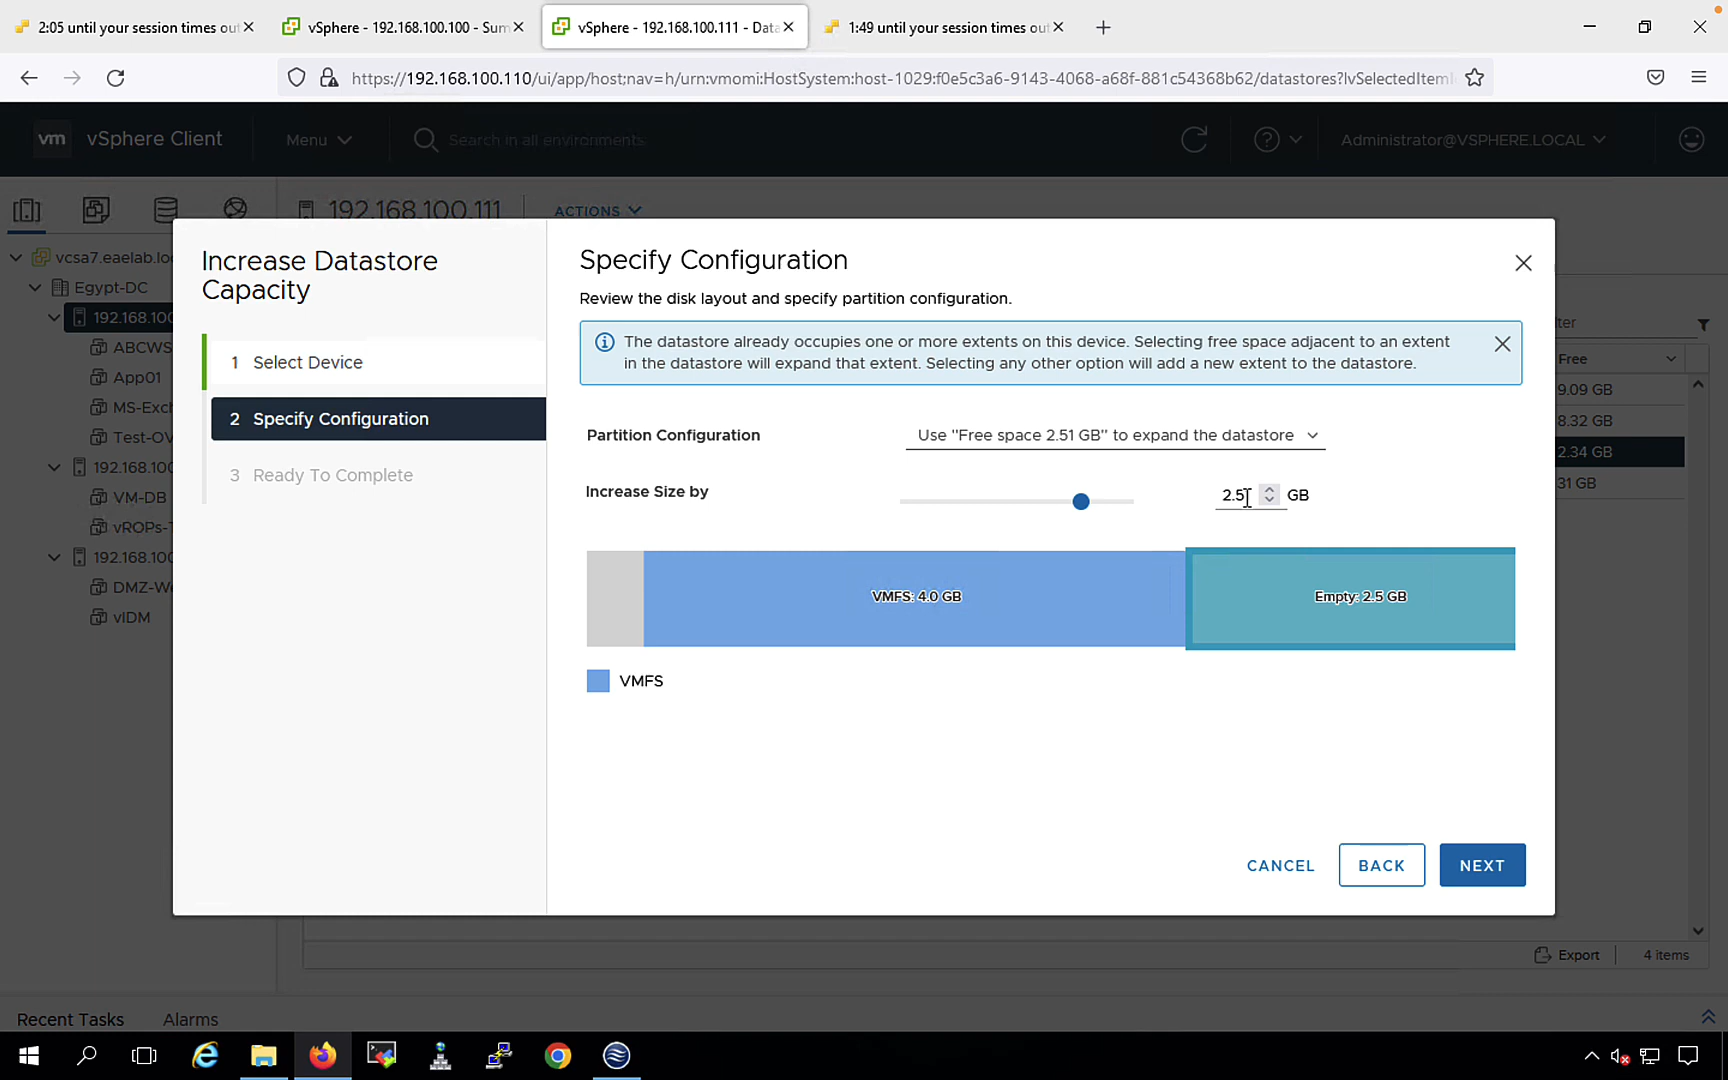 2:05 until your session times ou
vSphere - 192.168.100.100 - Sum
vSphere - 192.168.100.111 - Data
1:49 until your session times ou
https://192.168.100.110/ui/app/host;nav=h/urn:vmomi:HostSystem:host-1029:f0e5c3a6-9143-4068-a68f-881c54368b62/datastores?lvSelectedItem
vm vSphere Client
Menu
Search in all environments
Administrator@VSPHERE.LOCAL
192.168.100.111
ACTIONS
vcsa7.eaelab.lo
Egypt-DC
192.168.100
ABCWS
App01
MS-Exch
Test-OV
192.168.100
VM-DB
vROPs-T
192.168.100
DMZ-We
vIDM
Increase Datastore
Capacity
1 Select Device
2 Specify Configuration
3 Ready To Complete
Specify Configuration
Review the disk layout and specify partition configuration.
The datastore already occupies one or more extents on this device. Selecting free space adjacent to an extent
in the datastore will expand that extent. Selecting any other option will add a new extent to the datastore.
Partition Configuration
Use "Free space 2.51 GB" to expand the datastore
Increase Size by
2.5 GB
VMFS: 4.0 GB
Empty: 2.5 GB
VMFS
CANCEL
BACK
NEXT
Free
9.09 GB
8.32 GB
2.34 GB
31 GB
Export
4 items
Recent Tasks
Alarms